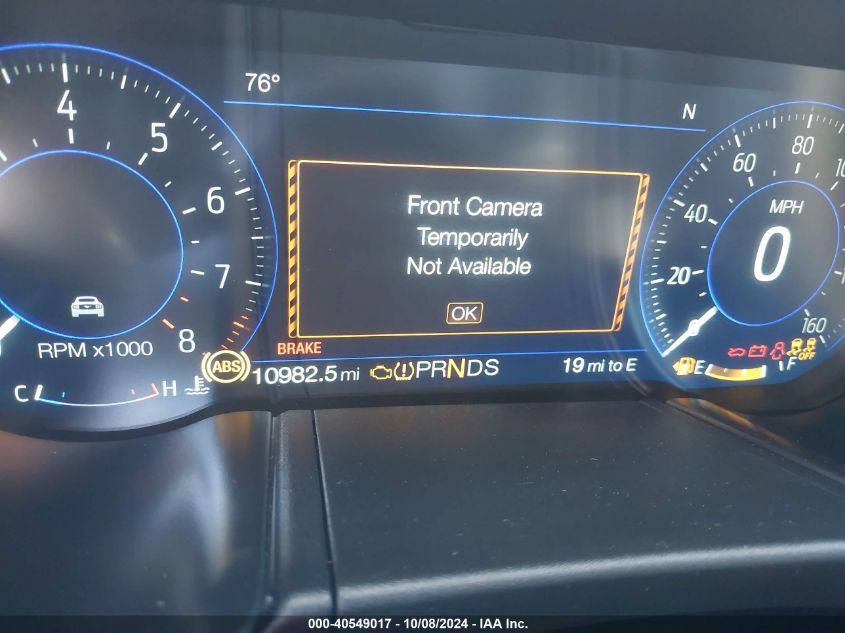 76°
N
4
5
6
7
8
RPM x1000
C
H
ABS
Front Camera
Temporarily
Not Available
OK
BRAKE
10982.5 mi
PRNDS
19 mi to E
20
40
60
80
160
MPH
0
E
F
OFF
000-40549017 - 10/08/2024 - IAA Inc.